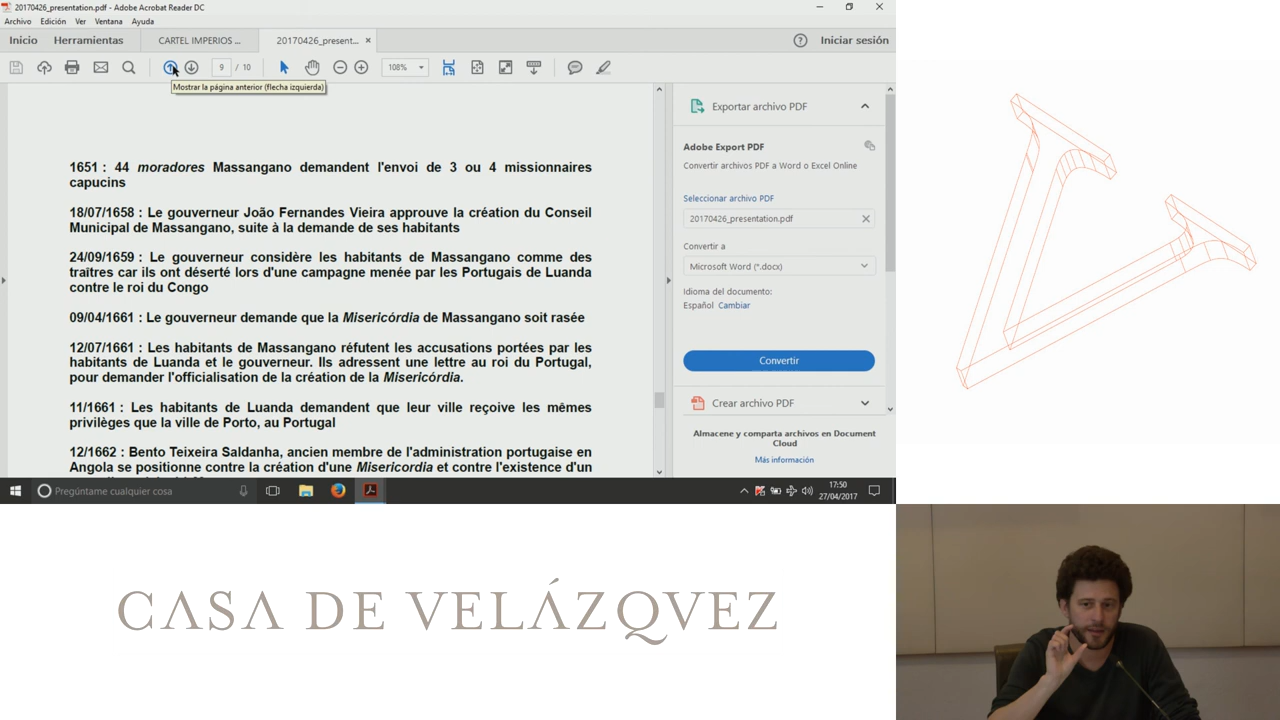 20170426_presentation.pdf - Adobe Acrobat Reader DC
Archivo Edición Ver Ventana Ayuda
Inicio Herramientas CARTEL IMPERIOS ... 20170426_present... × Iniciar sesión
9 / 10 108%
Mostrar la página anterior (flecha izquierda)
1651 : 44 moradores Massangano demandent l'envoi de 3 ou 4 missionnaires
capucins
18/07/1658 : Le gouverneur João Fernandes Vieira approuve la création du Conseil
Municipal de Massangano, suite à la demande de ses habitants
24/09/1659 : Le gouverneur considère les habitants de Massangano comme des
traîtres car ils ont déserté lors d'une campagne menée par les Portugais de Luanda
contre le roi du Congo
09/04/1661 : Le gouverneur demande que la Misericórdia de Massangano soit rasée
12/07/1661 : Les habitants de Massangano réfutent les accusations portées par les
habitants de Luanda et le gouverneur. Ils adressent une lettre au roi du Portugal,
pour demander l'officialisation de la création de la Misericórdia.
11/1661 : Les habitants de Luanda demandent que leur ville reçoive les mêmes
privilèges que la ville de Porto, au Portugal
12/1662 : Bento Teixeira Saldanha, ancien membre de l'administration portugaise en
Angola se positionne contre la création d'une Misericordia et contre l'existence d'un
Exportar archivo PDF
Adobe Export PDF
Convertir archivos PDF a Word o Excel Online
Seleccionar archivo PDF
20170426_presentation.pdf
Convertir a
Microsoft Word (*.docx)
Idioma del documento:
Español Cambiar
Convertir
Crear archivo PDF
Almacene y comparta archivos en Document
Cloud
Más información
Pregúntame cualquier cosa
17:50
27/04/2017
CASA DE VELÁZQVEZ